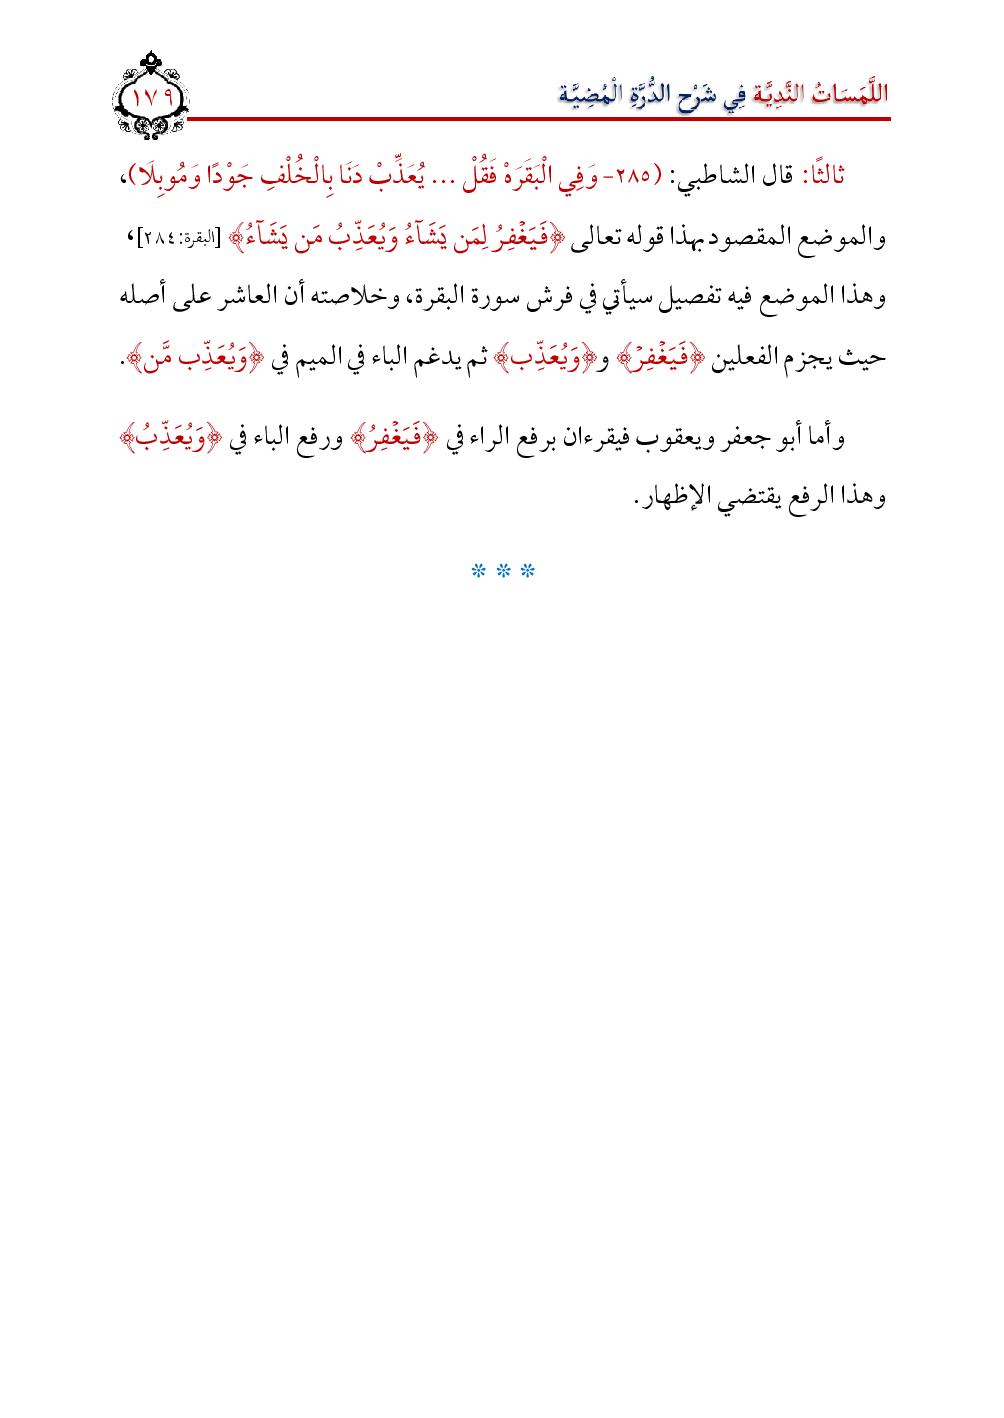 اللَّمَسَاتُ النَّدِيَّة فِي شَرْح الدُّرَّةِ الْمُضِيَّة
١٧٩
ثالثًا: قال الشاطبي: (٢٨٥- وَفِي الْبَقَرَهْ فَقُلْ ... يُعَذِّبْ دَنَا بِالْخُلْفِ جَوْدًا وَمُوبِلَا)،
والموضع المقصود بهذا قوله تعالى ﴿فَيَغْفِرُ لِمَن يَشَآءُ وَيُعَذِّبُ مَن يَشَآءُ﴾ [البقرة: ٢٨٤]،
وهذا الموضع فيه تفصيل سيأتي في فرش سورة البقرة، وخلاصته أن العاشر على أصله
حيث يجزم الفعلين ﴿فَيَغْفِرْ﴾ و﴿وَيُعَذِّب﴾ ثم يدغم الباء في الميم في ﴿وَيُعَذِّب مَّن﴾.
وأما أبو جعفر ويعقوب فيقرءان برفع الراء في ﴿فَيَغْفِرُ﴾ ورفع الباء في ﴿وَيُعَذِّبُ﴾
وهذا الرفع يقتضي الإظهار.
* * *